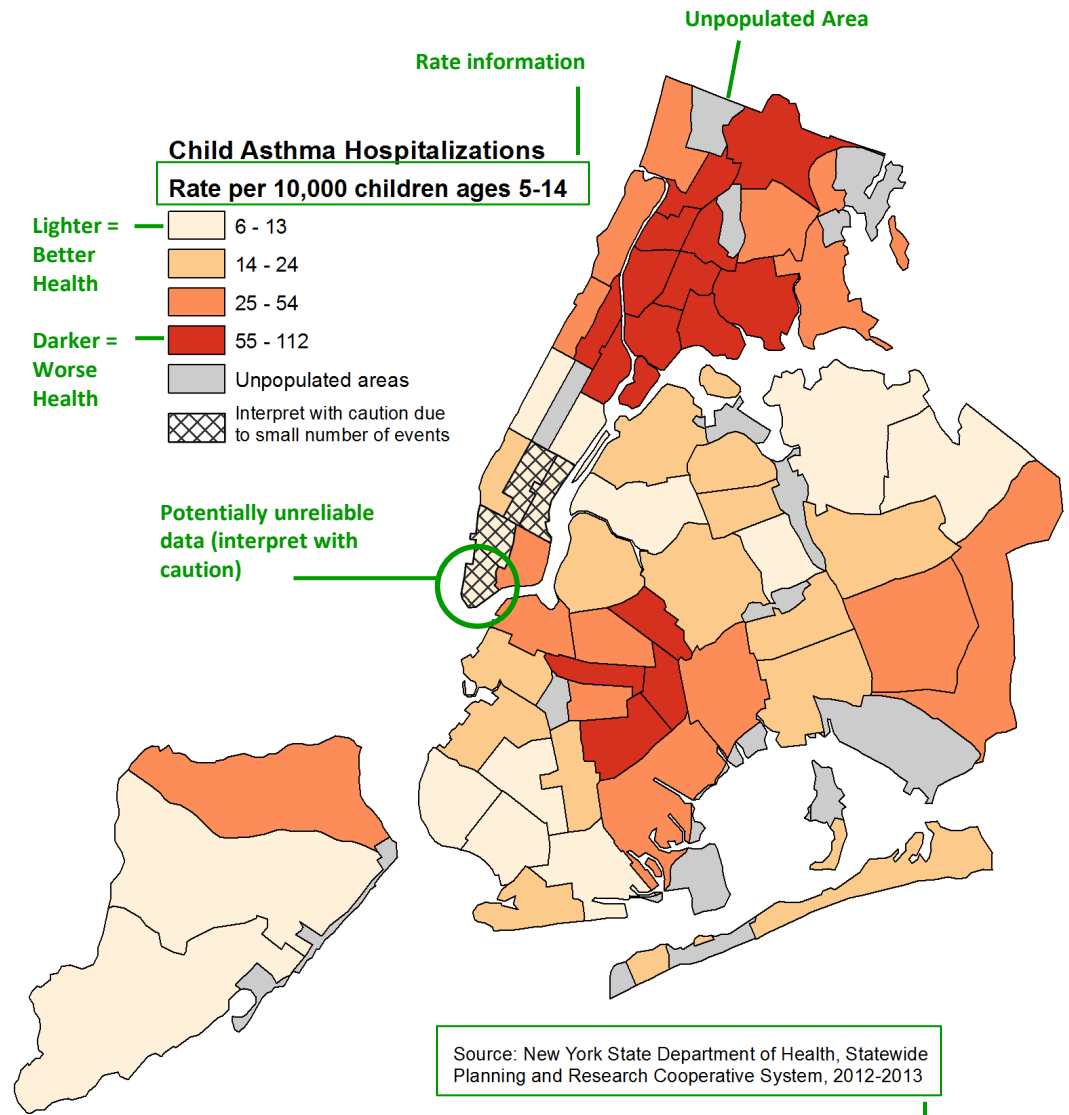 Unpopulated Area
Rate information
Child Asthma Hospitalizations
Rate per 10,000 children ages 5-14
Lighter =
Better
Health
6 - 13
14 - 24
25 - 54
Darker =
Worse
Health
55 - 112
Unpopulated areas
Interpret with caution due
to small number of events
Potentially unreliable
data (interpret with
caution)
Source: New York State Department of Health, Statewide
Planning and Research Cooperative System, 2012-2013